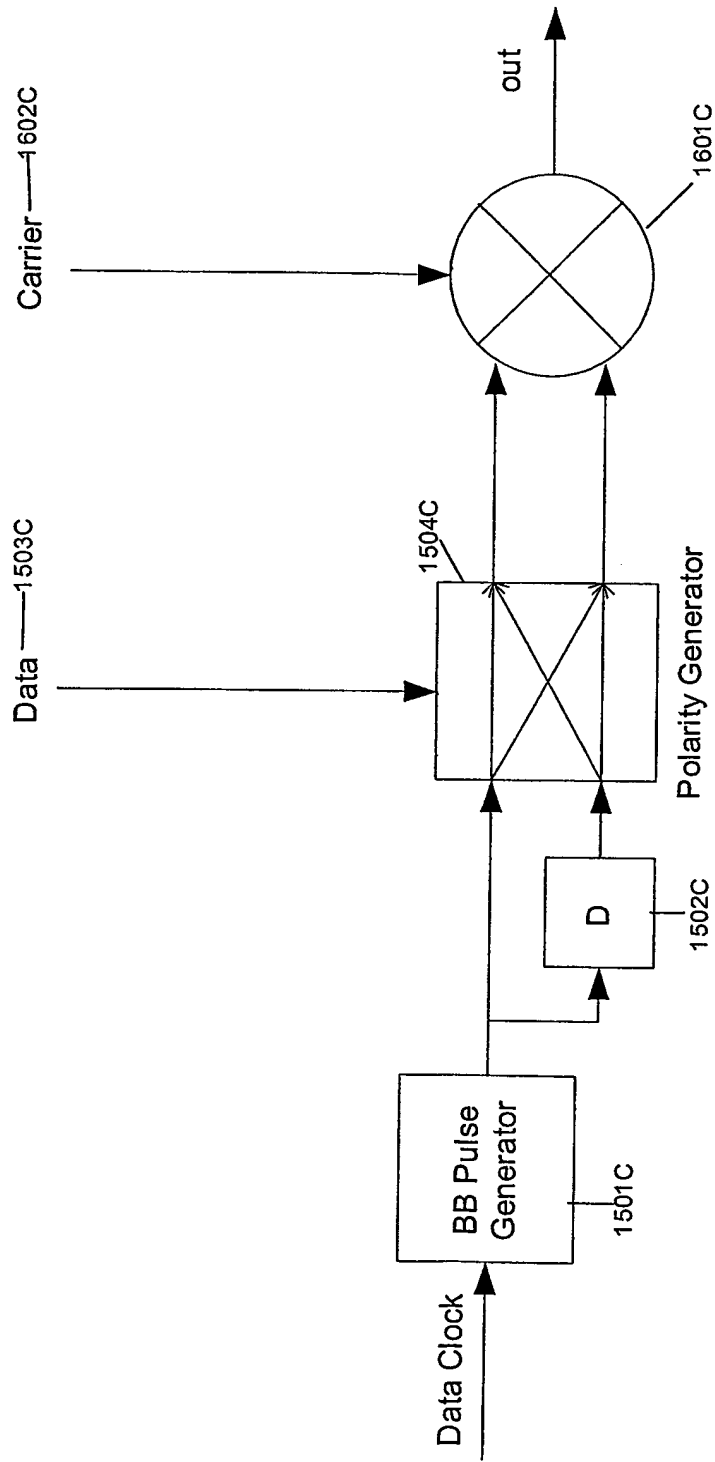 Data Clock
BB Pulse
Generator
1501C
D
1502C
Data 1503C
1504C
Polarity Generator
Carrier 1602C
1601C
out